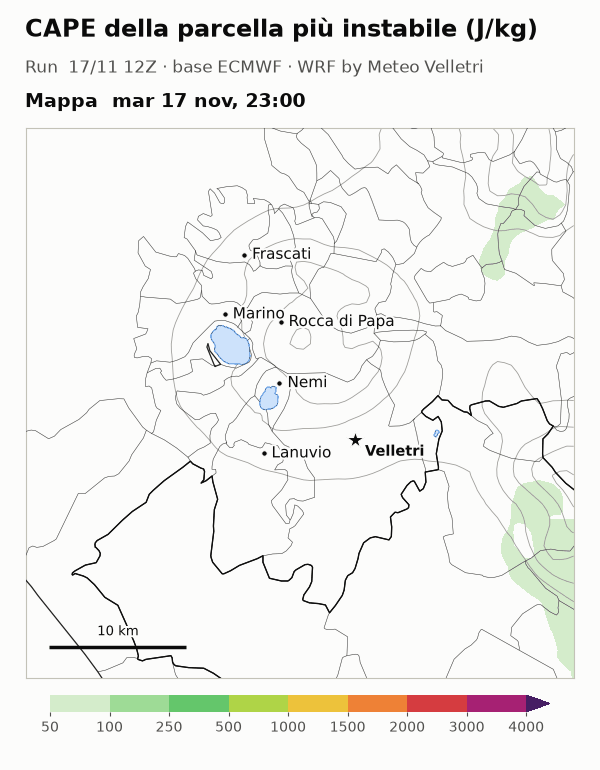 CAPE della parcella più instabile (J/kg)
Run  17/11 12Z · base ECMWF · WRF by Meteo Velletri
Mappa  mar 17 nov, 23:00
Frascati
Marino
Rocca di Papa
Nemi
Velletri
Lanuvio
10 km
50 100 250 500 1000 1500 2000 3000 4000